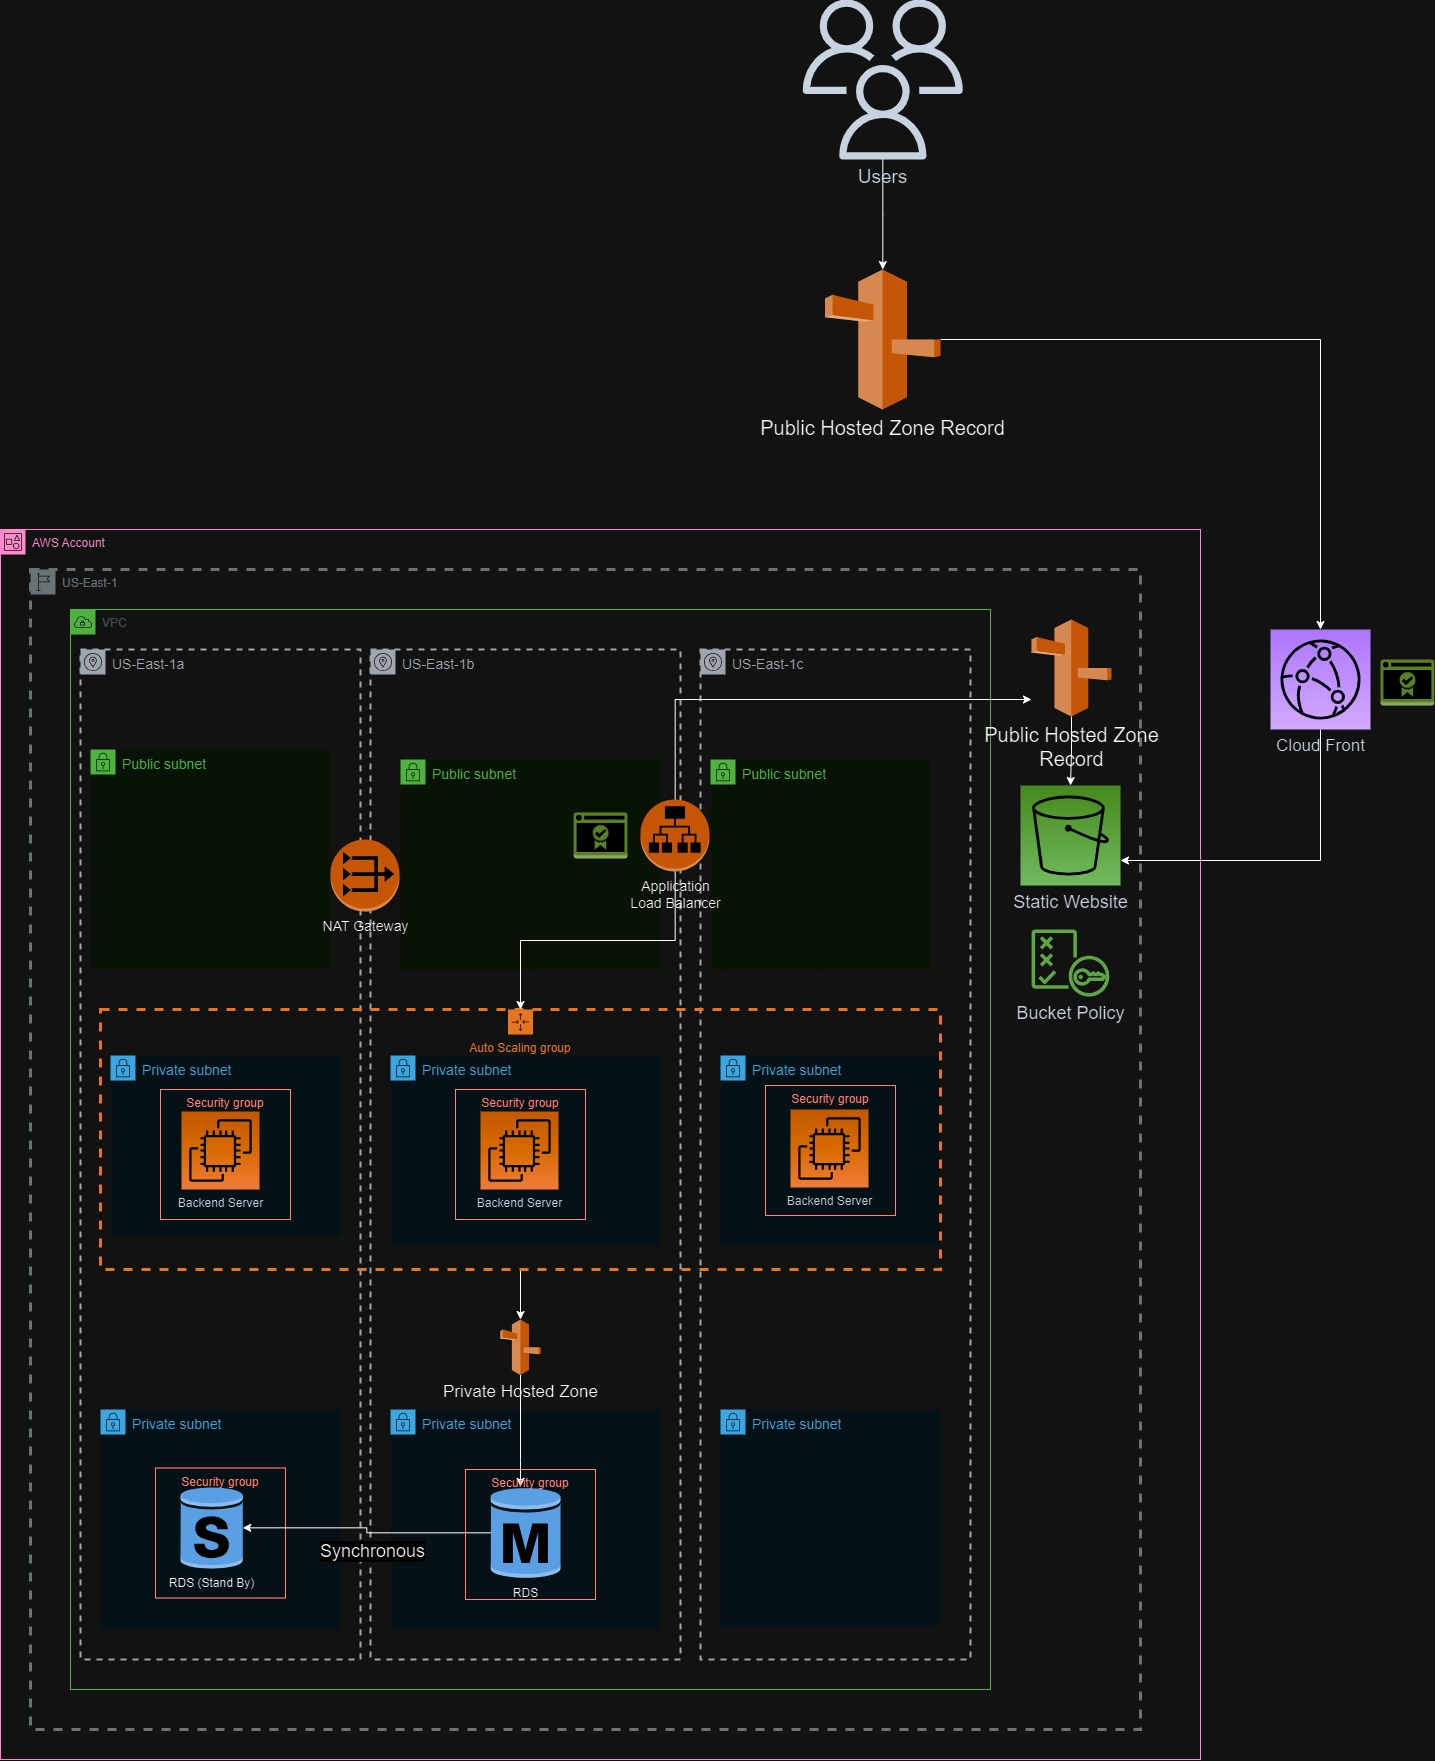 Users
Public Hosted Zone Record
AWS Account
US-East-1
VPC
US-East-1a
US-East-1b
US-East-1c
Public Hosted Zone
Record
Cloud Front
Public subnet
Public subnet
Public subnet
Application
Load Balancer
NAT Gateway
Static Website
Bucket Policy
Auto Scaling group
Private subnet
Private subnet
Private subnet
Security group
Security group
Security group
Backend Server
Backend Server
Backend Server
Private Hosted Zone
Private subnet
Private subnet
Private subnet
Security group
Security group
S
M
Synchronous
RDS (Stand By)
RDS